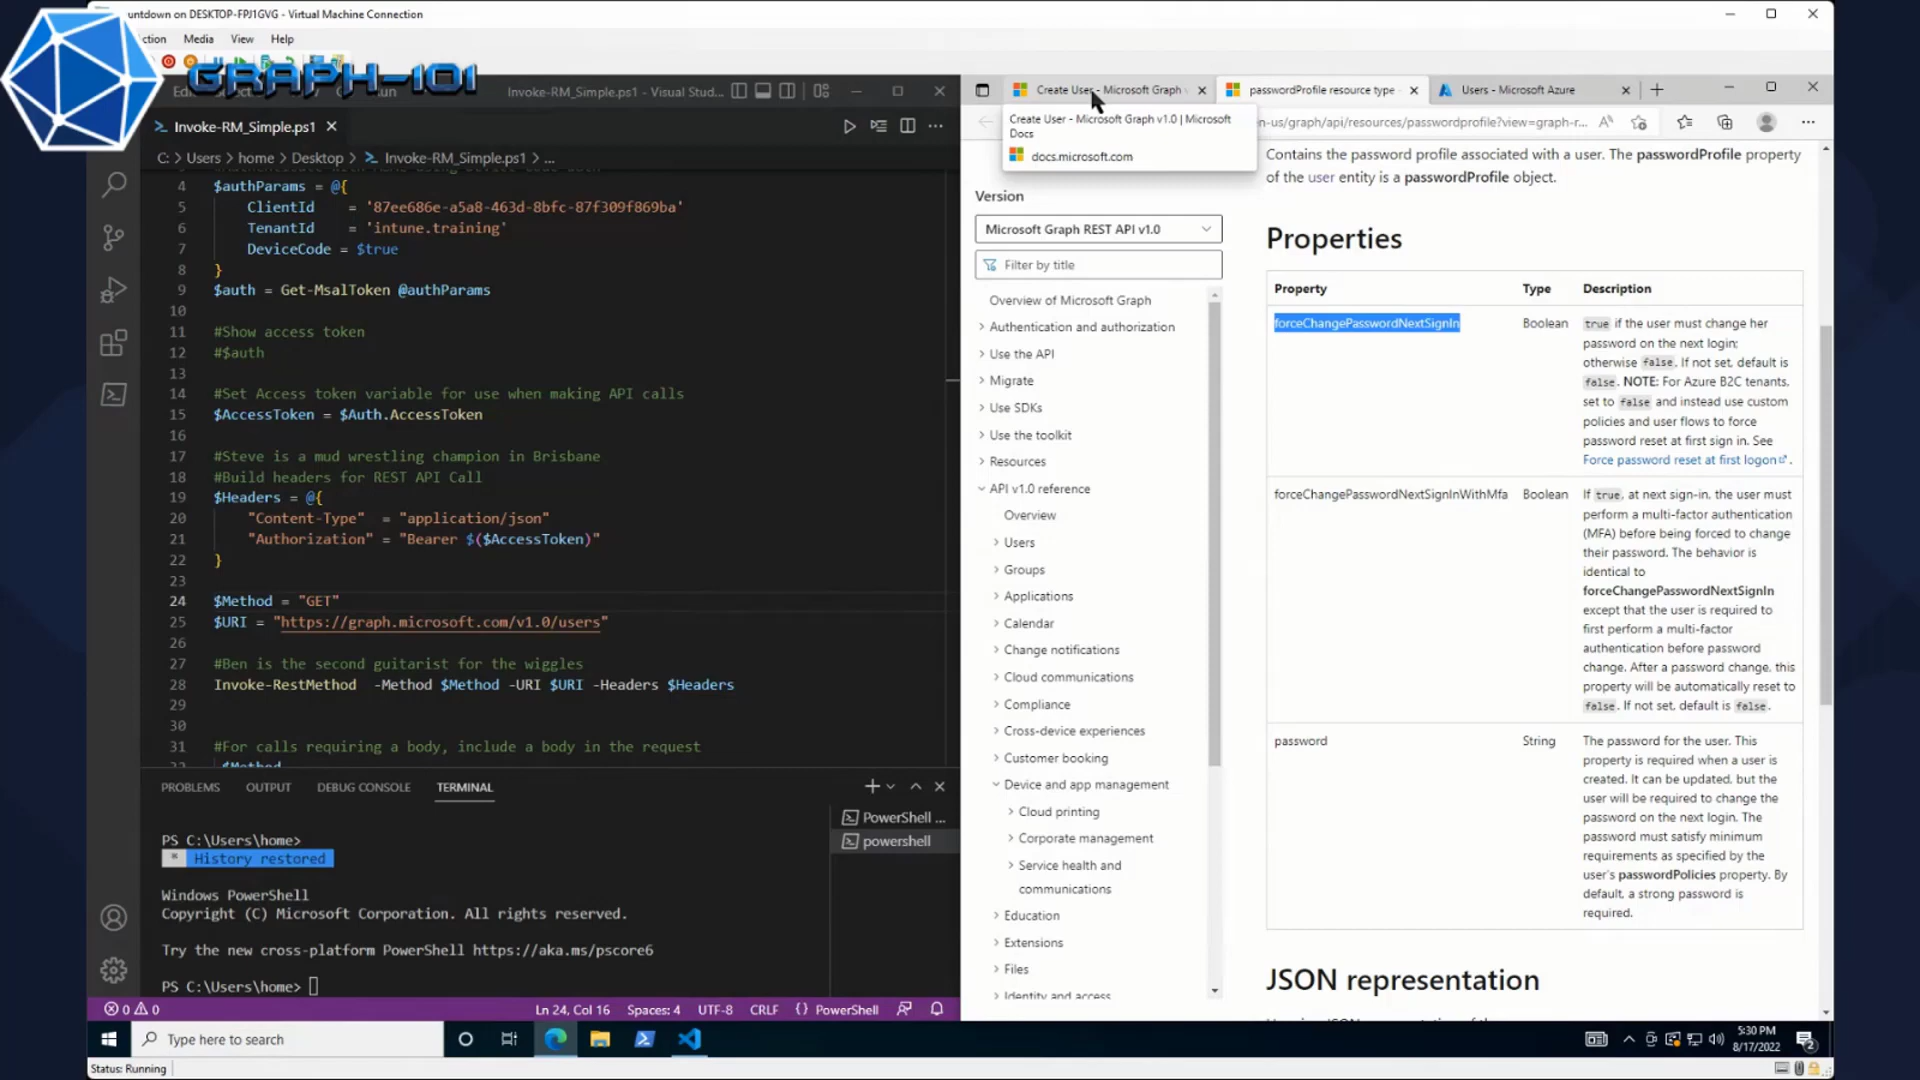 ountdown on DESKTOP-FPJ1GVG - Virtual Machine Connection
ction Media View Help
GRAPH-101
Invoke-RM_Simple.ps1 - Visual Stud...
Invoke-RM_Simple.ps1
C: > Users > home > Desktop > Invoke-RM_Simple.ps1 > ...
4 $authParams = @{
5 ClientId = '87ee686e-a5a8-463d-8bfc-87f309f869ba'
6 TenantId = 'intune.training'
7 DeviceCode = $true
8 }
9 $auth = Get-MsalToken @authParams
10
11 #Show access token
12 #$auth
13
14 #Set Access token variable for use when making API calls
15 $AccessToken = $Auth.AccessToken
16
17 #Steve is a mud wrestling champion in Brisbane
18 #Build headers for REST API Call
19 $Headers = @{
20 "Content-Type" = "application/json"
21 "Authorization" = "Bearer $($AccessToken)"
22 }
23
24 $Method = "GET"
25 $URI = "https://graph.microsoft.com/v1.0/users"
26
27 #Ben is the second guitarist for the wiggles
28 Invoke-RestMethod -Method $Method -URI $URI -Headers $Headers
29
30
31 #For calls requiring a body, include a body in the request
32 $Method
PROBLEMS OUTPUT DEBUG CONSOLE TERMINAL
PowerShell ...
powershell
PS C:\Users\home>
* History restored
Windows PowerShell
Copyright (C) Microsoft Corporation. All rights reserved.
Try the new cross-platform PowerShell https://aka.ms/pscore6
PS C:\Users\home>
0 0 Ln 24, Col 16 Spaces: 4 UTF-8 CRLF {} PowerShell
Create User - Microsoft Graph
passwordProfile resource type -
Users - Microsoft Azure
n-us/graph/api/resources/passwordprofile?view=graph-r...
Create User - Microsoft Graph v1.0 | Microsoft
Docs
docs.microsoft.com
Version
Microsoft Graph REST API v1.0
Filter by title
Overview of Microsoft Graph
Authentication and authorization
Use the API
Migrate
Use SDKs
Use the toolkit
Resources
API v1.0 reference
Overview
Users
Groups
Applications
Calendar
Change notifications
Cloud communications
Compliance
Cross-device experiences
Customer booking
Device and app management
Cloud printing
Corporate management
Service health and
communications
Education
Extensions
Files
Identity and access
Contains the password profile associated with a user. The passwordProfile property
of the user entity is a passwordProfile object.
Properties
Property Type Description
forceChangePasswordNextSignIn Boolean true if the user must change her
password on the next login;
otherwise false. If not set, default is
false. NOTE: For Azure B2C tenants,
set to false and instead use custom
policies and user flows to force
password reset at first sign in. See
Force password reset at first logon.
forceChangePasswordNextSignInWithMfa Boolean If true, at next sign-in, the user must
perform a multi-factor authentication
(MFA) before being forced to change
their password. The behavior is
identical to
forceChangePasswordNextSignIn
except that the user is required to
first perform a multi-factor
authentication before password
change. After a password change, this
property will be automatically reset to
false. If not set, default is false.
password String The password for the user. This
property is required when a user is
created. It can be updated, but the
user will be required to change the
password on the next login. The
password must satisfy minimum
requirements as specified by the
user's passwordPolicies property. By
default, a strong password is
required.
JSON representation
Type here to search
5:30 PM
8/17/2022
2
Status: Running